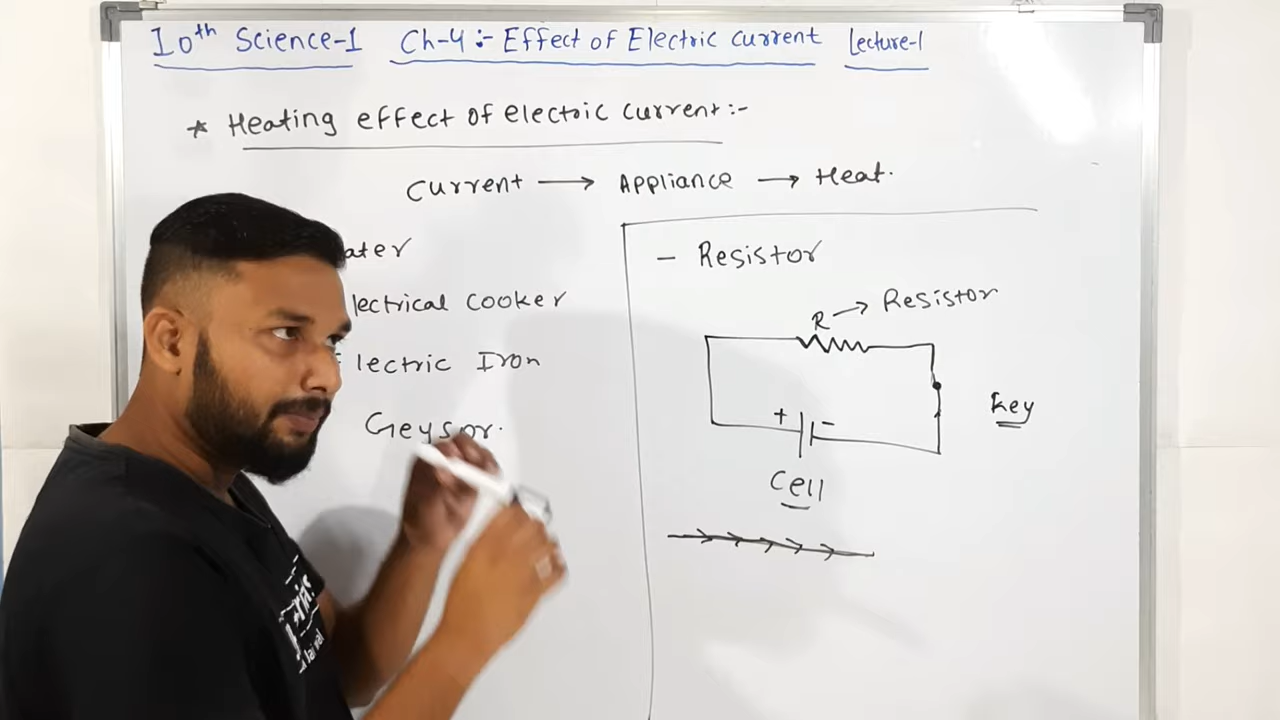 10th Science-1 Ch-4 :- Effect of Electric current Lecture-1
* Heating effect of electric current :-
Current → Appliance → Heat.
ater
lectrical Cooker
lectric Iron
Geysor.
- Resistor
R → Resistor
+ -
Key
Cell